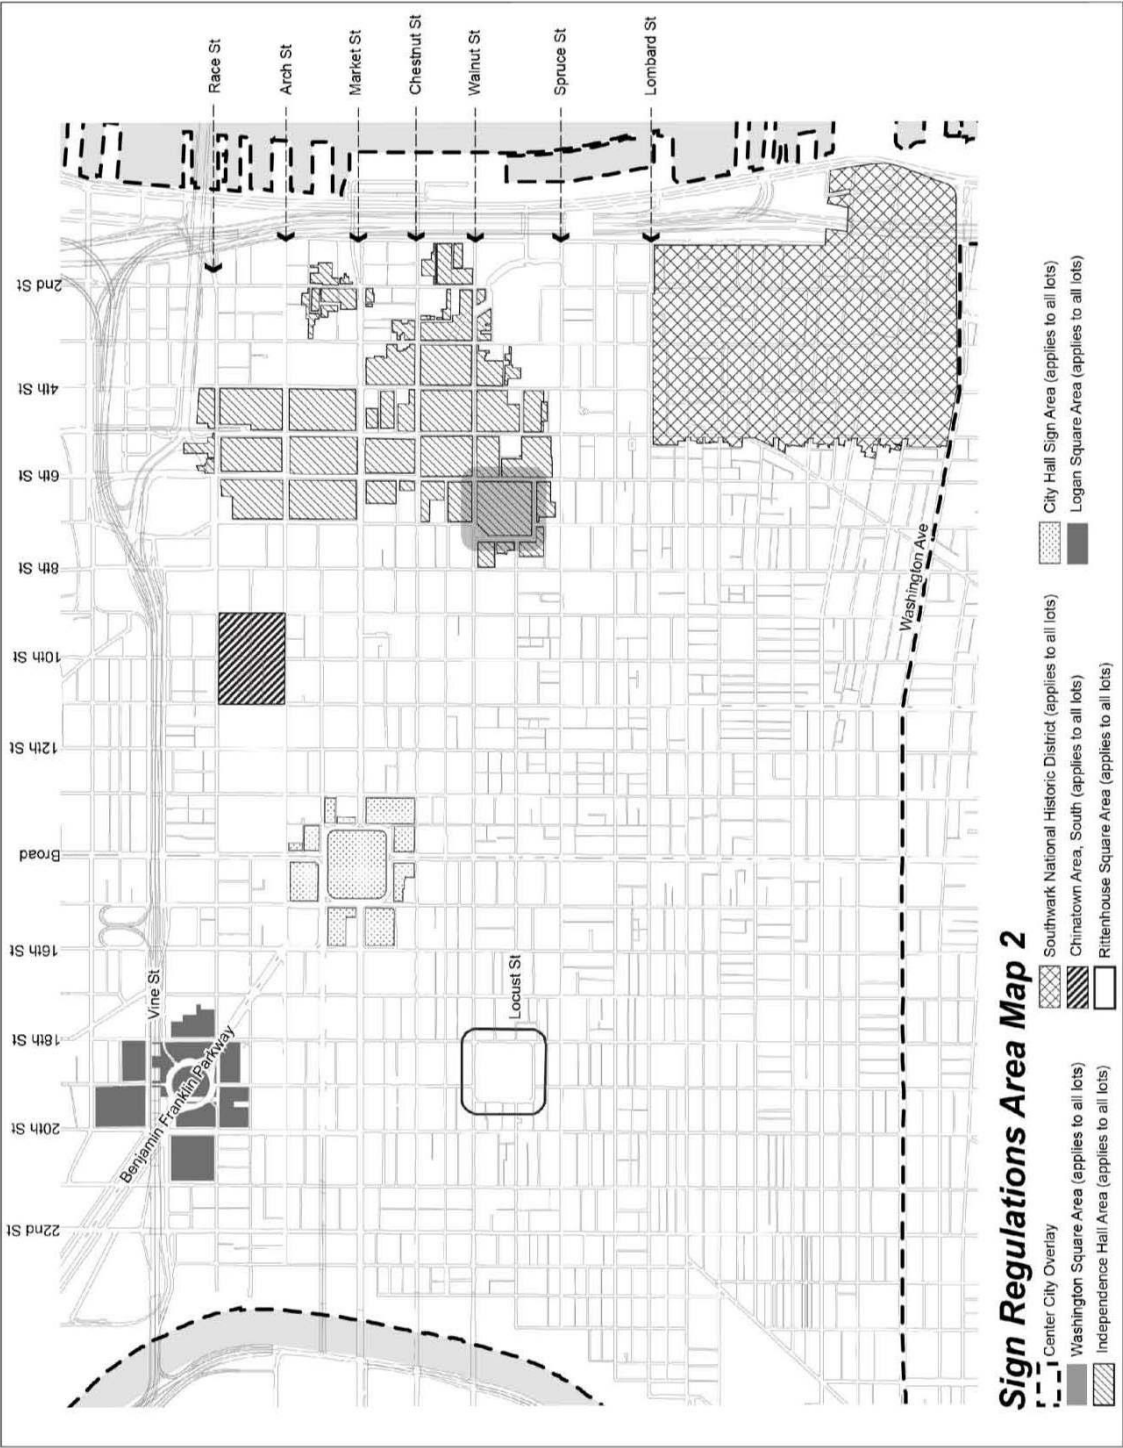 Race St
Arch St
Market St
Chestnut St
Walnut St
Spruce St
Lombard St
2nd St
4th St
6th St
8th St
10th St
12th St
Broad
16th St
18th St
20th St
22nd St
Vine St
Benjamin Franklin Parkway
Locust St
Washington Ave
Sign Regulations Area Map 2
Center City Overlay
Washington Square Area (applies to all lots)
Independence Hall Area (applies to all lots)
Southwark National Historic District (applies to all lots)
Chinatown Area, South (applies to all lots)
Rittenhouse Square Area (applies to all lots)
City Hall Sign Area (applies to all lots)
Logan Square Area (applies to all lots)